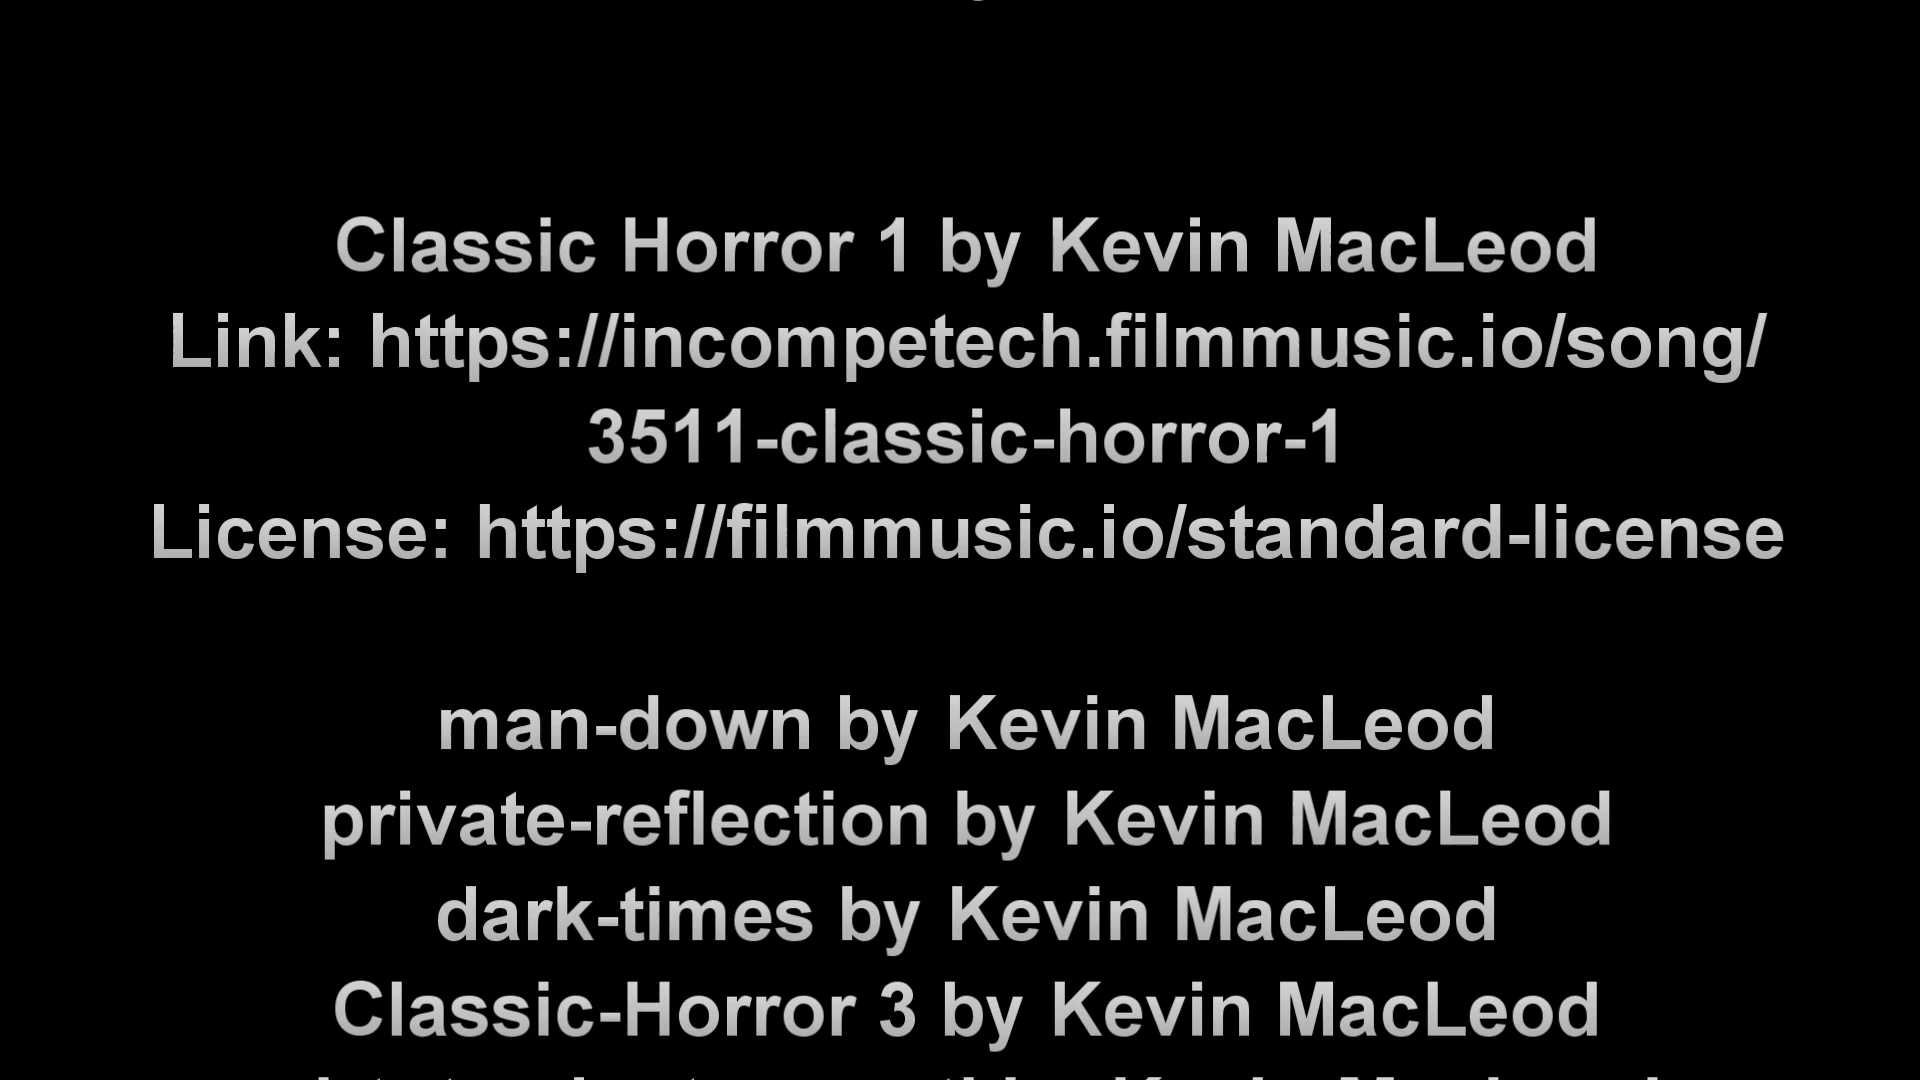 Classic Horror 1 by Kevin MacLeod
Link: https://incompetech.filmmusic.io/song/
3511-classic-horror-1
License: https://filmmusic.io/standard-license
man-down by Kevin MacLeod
private-reflection by Kevin MacLeod
dark-times by Kevin MacLeod
Classic-Horror 3 by Kevin MacLeod